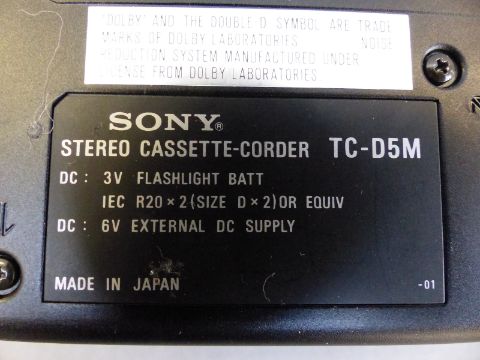 "DOLBY" AND THE DOUBLE-D SYMBOL ARE TRADE
MARKS OF DOLBY LABORATORIES NOISE
REDUCTION SYSTEM MANUFACTURED UNDER
LICENSE FROM DOLBY LABORATORIES
SONY®
STEREO CASSETTE-CORDER TC-D5M
DC: 3V FLASHLIGHT BATT
IEC R20×2(SIZE D×2)OR EQUIV
DC: 6V EXTERNAL DC SUPPLY
MADE IN JAPAN -01